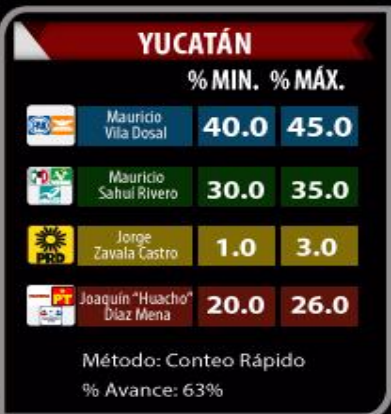 YUCATÁN
% MIN. % MÁX.
Mauricio
Vila Dosal
40.0 45.0
PRI
Mauricio
Sahuí Rivero
30.0 35.0
PRD
Jorge
Zavala Castro
1.0 3.0
PT
Joaquín "Huacho"
Díaz Mena
20.0 26.0
Método: Conteo Rápido
% Avance: 63%